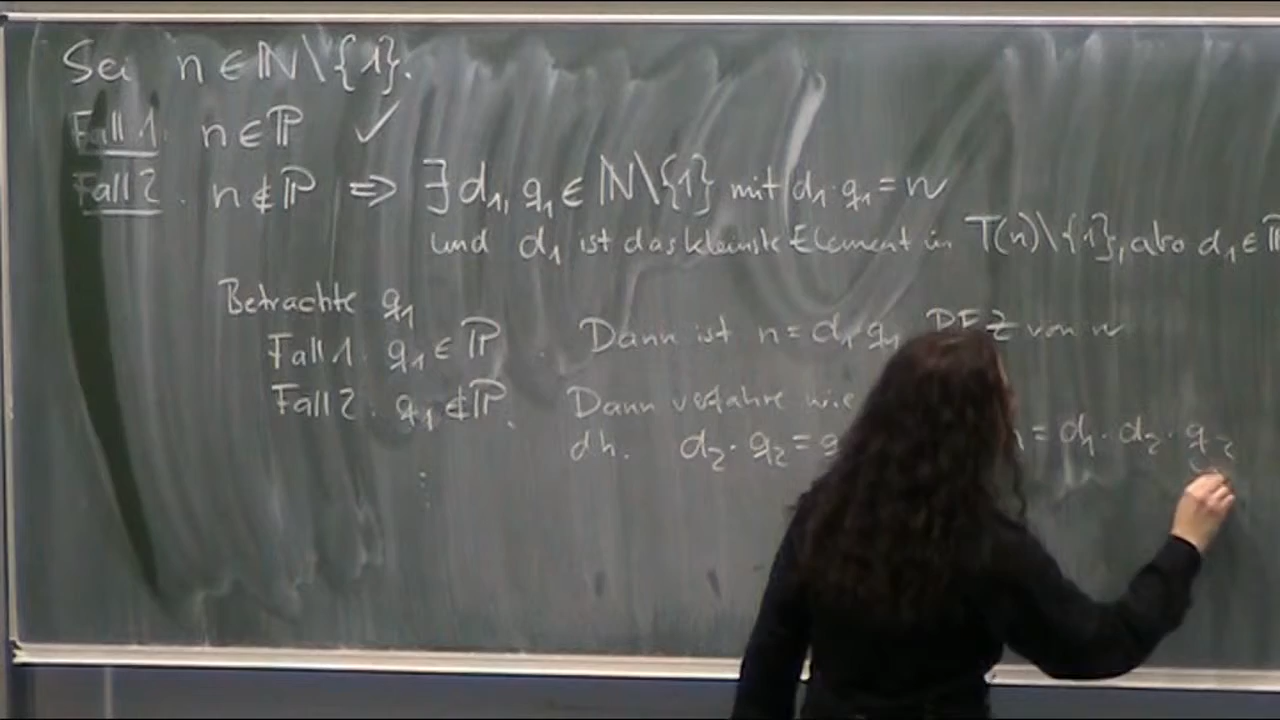 Sei n ∈ ℕ\{1}.
Fall 1. n ∈ ℙ ✓
Fall 2. n ∉ ℙ ⇒ ∃ d₁, q₁ ∈ ℕ\{1} mit d₁·q₁ = n
und d₁ ist das kleinste Element in T(n)\{1}, also d₁ ∈ ℙ
Betrachte q₁
Fall 1. q₁ ∈ ℙ. Dann ist n = d₁·q₁ PFZ von n
Fall 2. q₁ ∉ ℙ. Dann verfahre wie
dh. d₂·q₂ = q = d₁·d₂·q₂
⋮